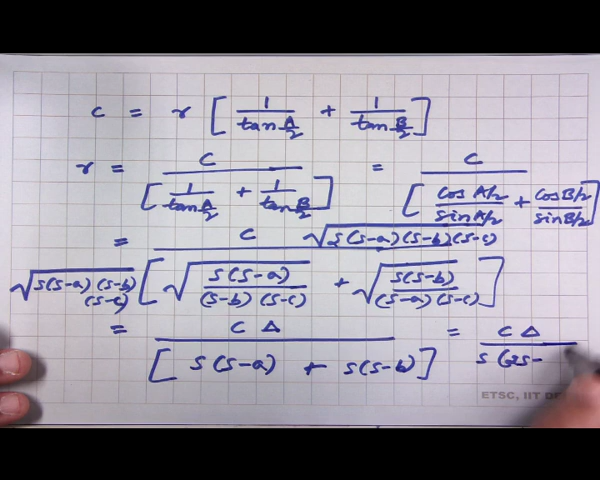 c = r [ 1/tan A/2 + 1/tan B/2 ]
r = c / [ 1/tan A/2 + 1/tan B/2 ] = c / [ cos A/2 / sin A/2 + cos B/2 / sin B/2 ]
= c √(s(s-a)(s-b)(s-c)) / √(s(s-a)(s-b)(s-c)) [ √(s(s-a)/(s-b)(s-c)) + √(s(s-b)/(s-a)(s-c)) ]
= c Δ / [ s(s-a) + s(s-b) ] = c Δ / s(2s-
ETSC, IIT DE